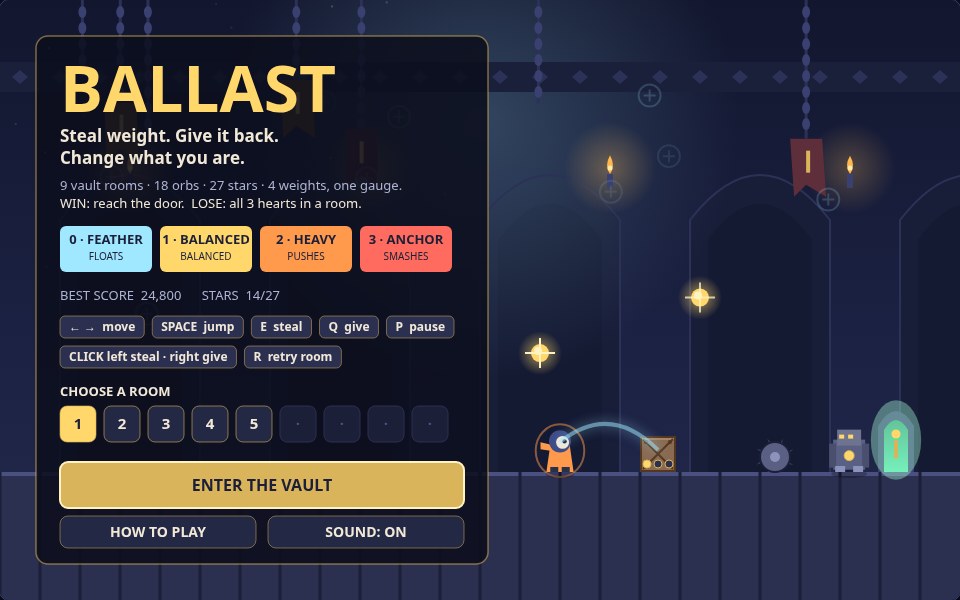 BALLAST
Steal weight. Give it back.
Change what you are.
9 vault rooms · 18 orbs · 27 stars · 4 weights, one gauge.
WIN: reach the door. LOSE: all 3 hearts in a room.
0 · FEATHER 1 · BALANCED 2 · HEAVY 3 · ANCHOR
FLOATS BALANCED PUSHES SMASHES
BEST SCORE 24,800 STARS 14/27
← → move SPACE jump E steal Q give P pause
CLICK left steal · right give R retry room
CHOOSE A ROOM
1 2 3 4 5 · · · ·
ENTER THE VAULT
HOW TO PLAY SOUND: ON